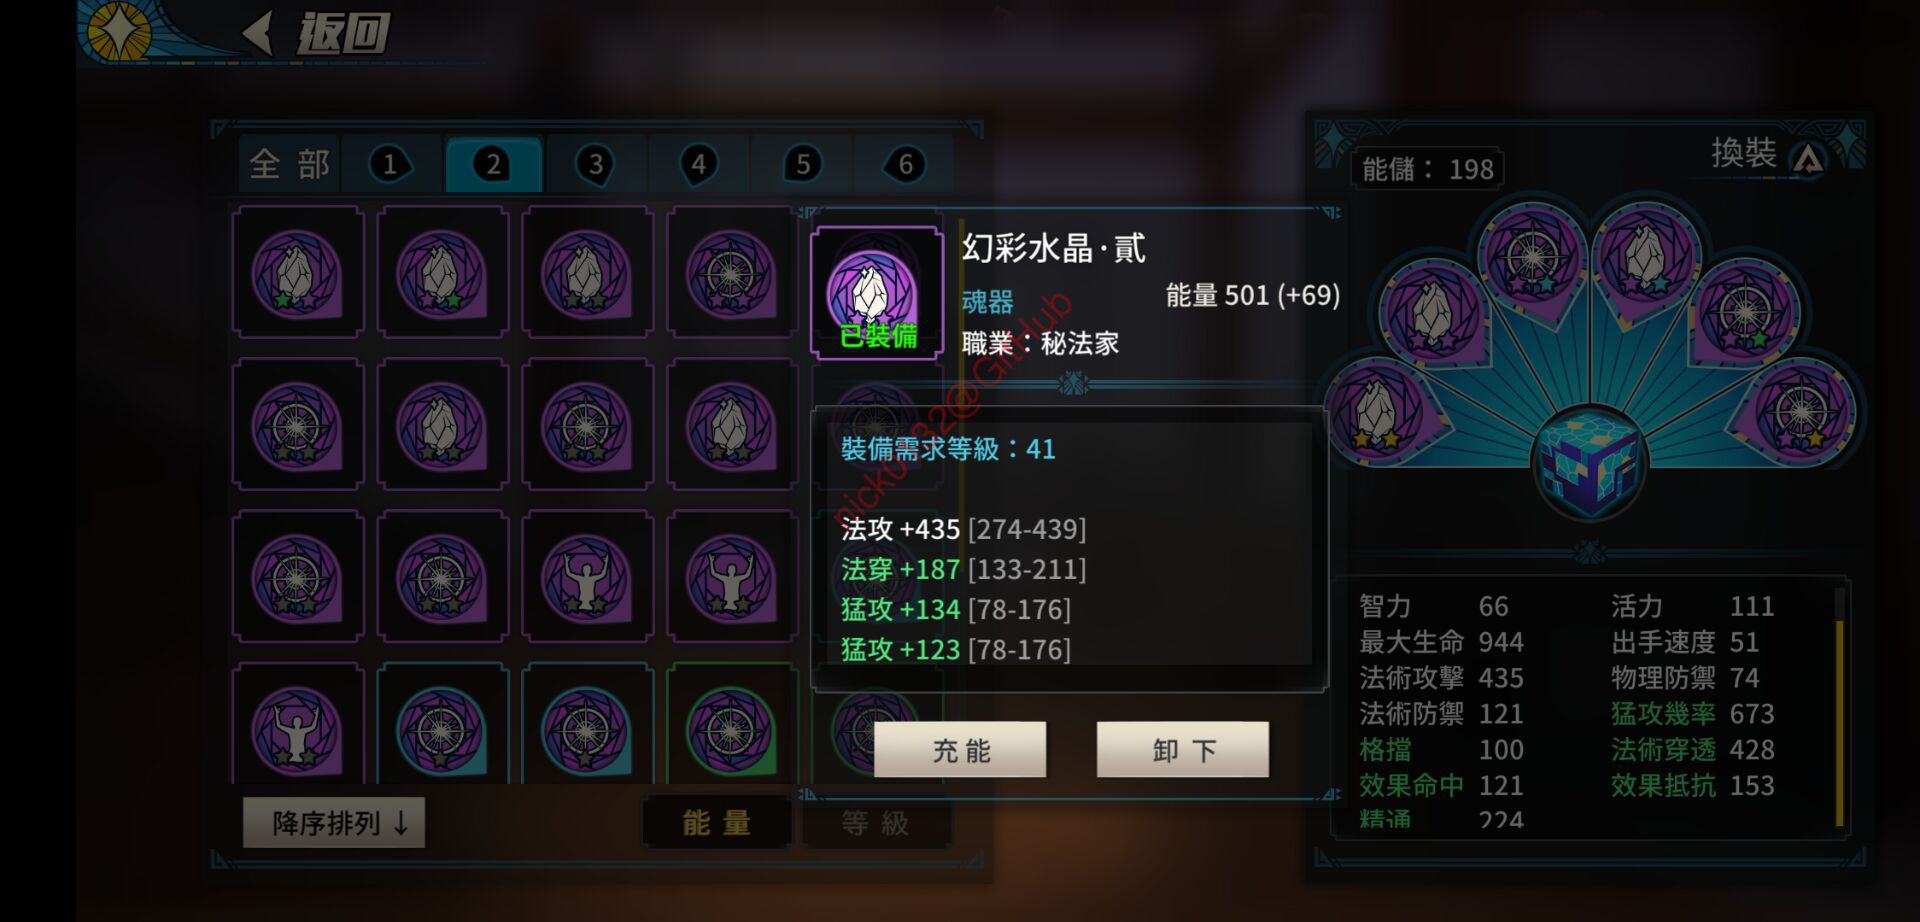 返回
全部 1 2 3 4 5 6
降序排列↓
能量
等級
已裝備
幻彩水晶·貳
魂器
能量 501 (+69)
職業：秘法家
裝備需求等級：41
法攻 +435 [274-439]
法穿 +187 [133-211]
猛攻 +134 [78-176]
猛攻 +123 [78-176]
充能
卸下
nick0882@GitHub
能儲： 198
換裝
智力 66 活力 111
最大生命 944 出手速度 51
法術攻擊 435 物理防禦 74
法術防禦 121 猛攻幾率 673
格擋 100 法術穿透 428
效果命中 121 效果抵抗 153
精通 224